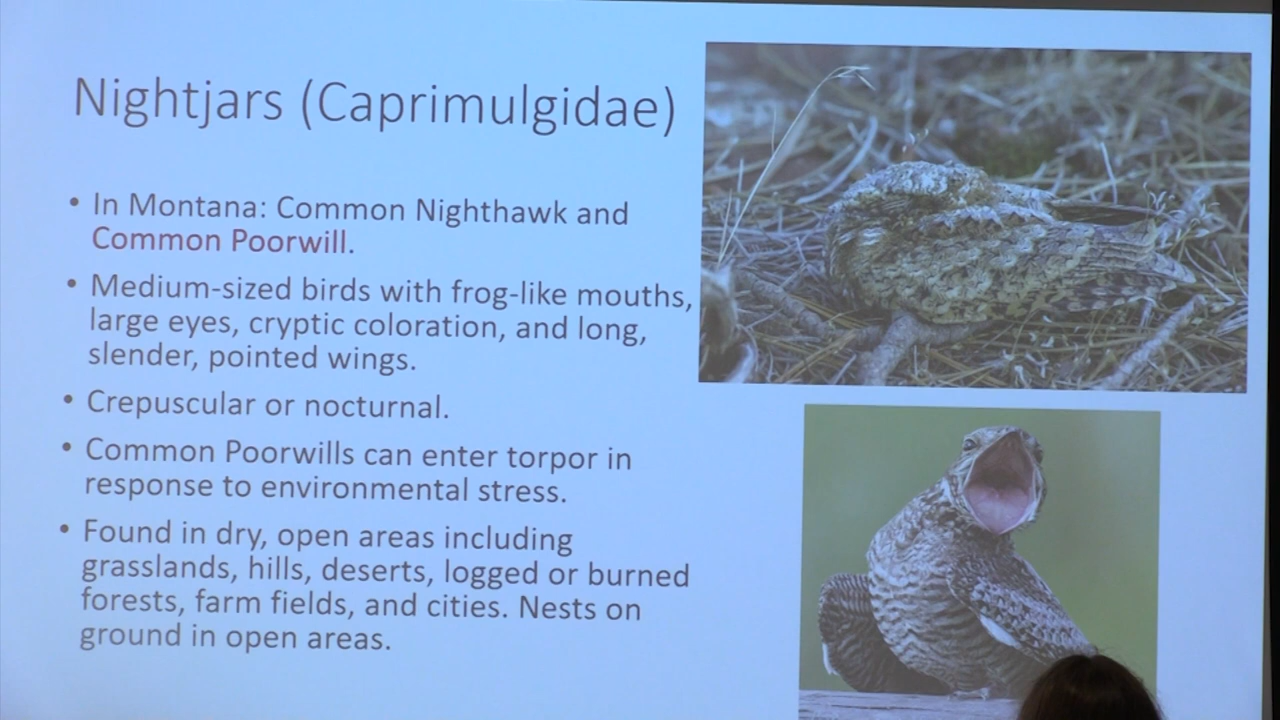 Nightjars (Caprimulgidae)
• In Montana: Common Nighthawk and
Common Poorwill.
• Medium-sized birds with frog-like mouths,
large eyes, cryptic coloration, and long,
slender, pointed wings.
• Crepuscular or nocturnal.
• Common Poorwills can enter torpor in
response to environmental stress.
• Found in dry, open areas including
grasslands, hills, deserts, logged or burned
forests, farm fields, and cities. Nests on
ground in open areas.